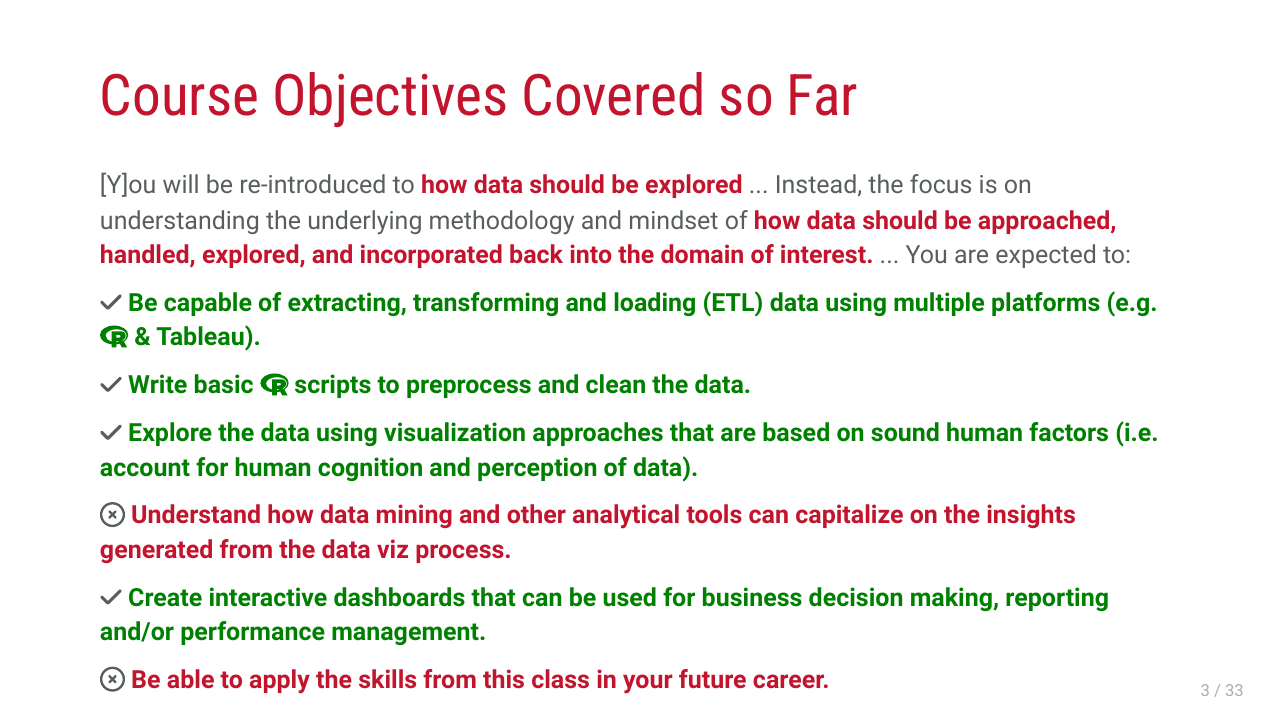 Course Objectives Covered so Far
[Y]ou will be re-introduced to how data should be explored ... Instead, the focus is on
understanding the underlying methodology and mindset of how data should be approached,
handled, explored, and incorporated back into the domain of interest. ... You are expected to:
✓ Be capable of extracting, transforming and loading (ETL) data using multiple platforms (e.g.
R & Tableau).
✓ Write basic R scripts to preprocess and clean the data.
✓ Explore the data using visualization approaches that are based on sound human factors (i.e.
account for human cognition and perception of data).
ⓧ Understand how data mining and other analytical tools can capitalize on the insights
generated from the data viz process.
✓ Create interactive dashboards that can be used for business decision making, reporting
and/or performance management.
ⓧ Be able to apply the skills from this class in your future career.
3 / 33